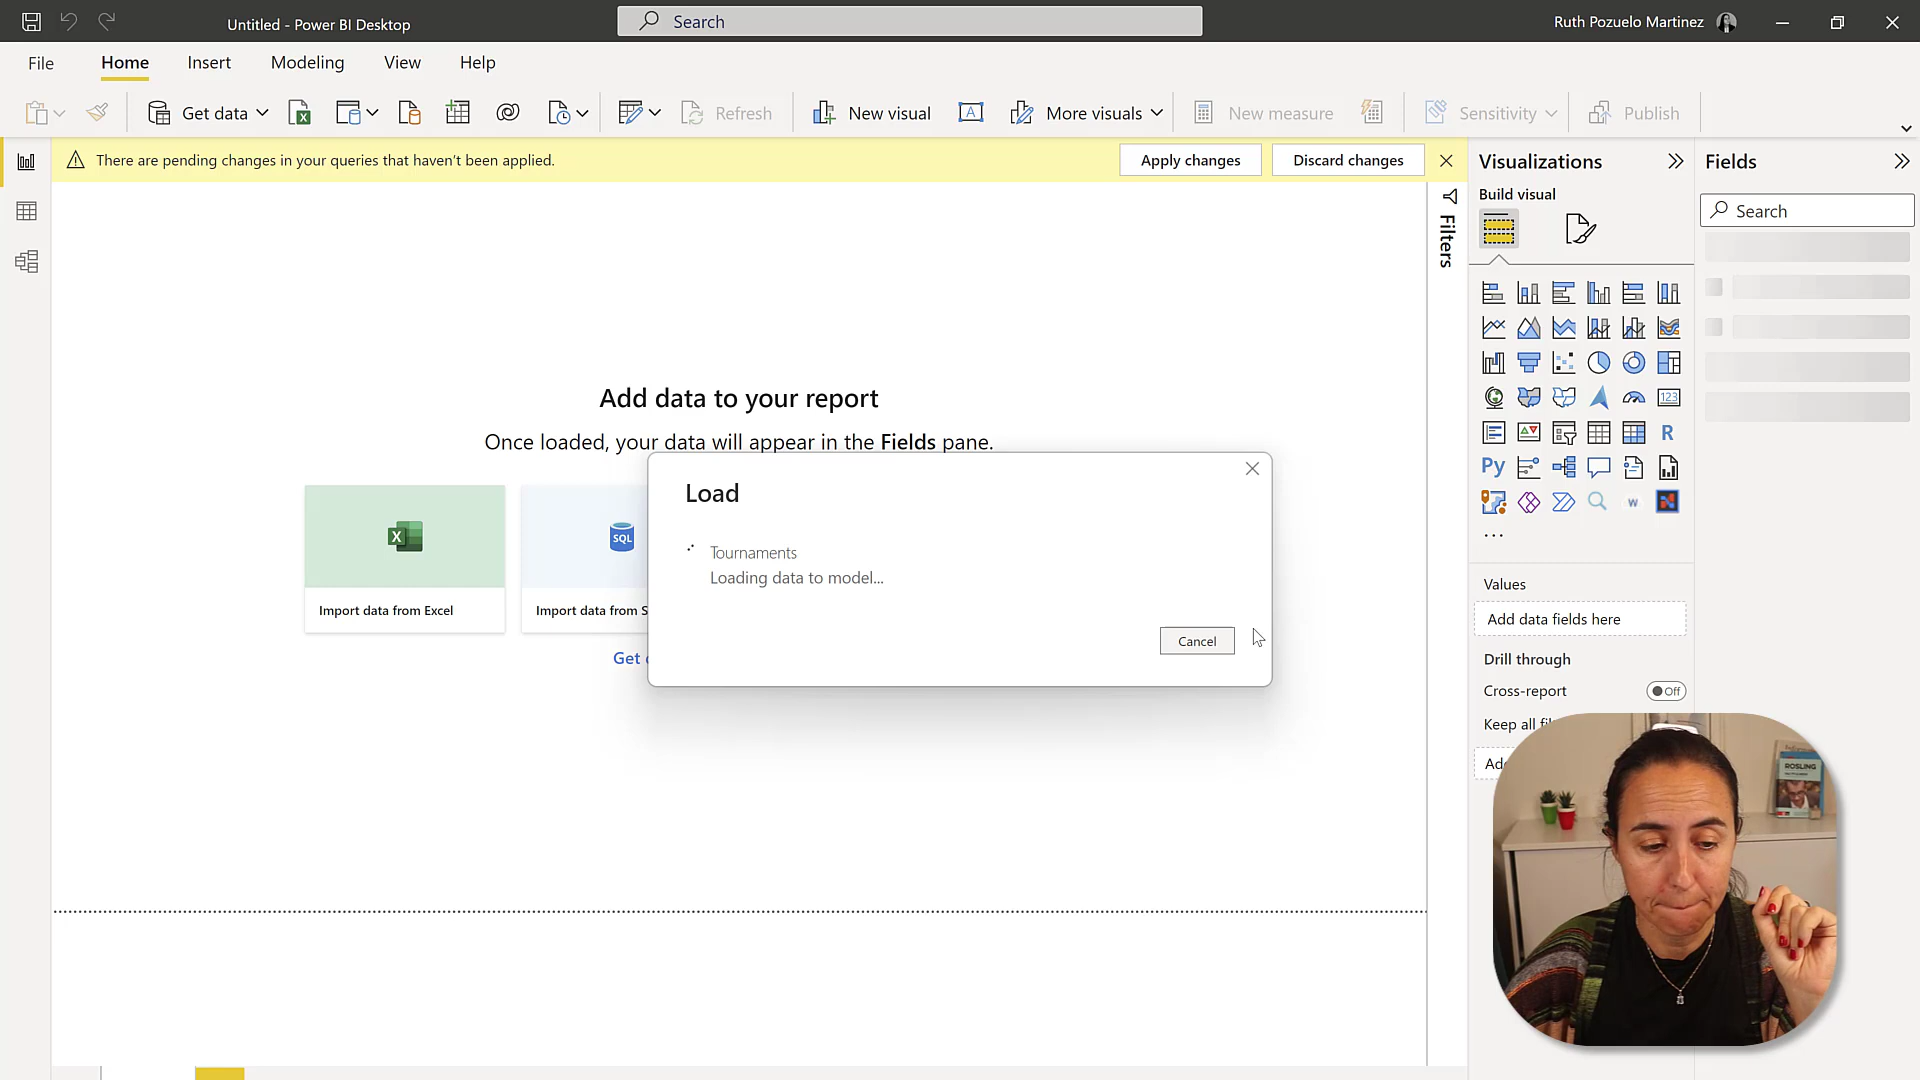 Untitled - Power BI Desktop
Search
Ruth Pozuelo Martinez
File
Home
Insert
Modeling
View
Help
Get data
Refresh
New visual
More visuals
New measure
Sensitivity
Publish
There are pending changes in your queries that haven't been applied.
Apply changes
Discard changes
Visualizations
Fields
Build visual
Search
Filters
Add data to your report
Once loaded, your data will appear in the Fields pane.
X
SQL
Import data from Excel
Import data from S
Get
Load
Tournaments
Loading data to model...
Cancel
123
R
Py
W
Values
Add data fields here
Drill through
Cross-report
Off
Keep all
ROSLING